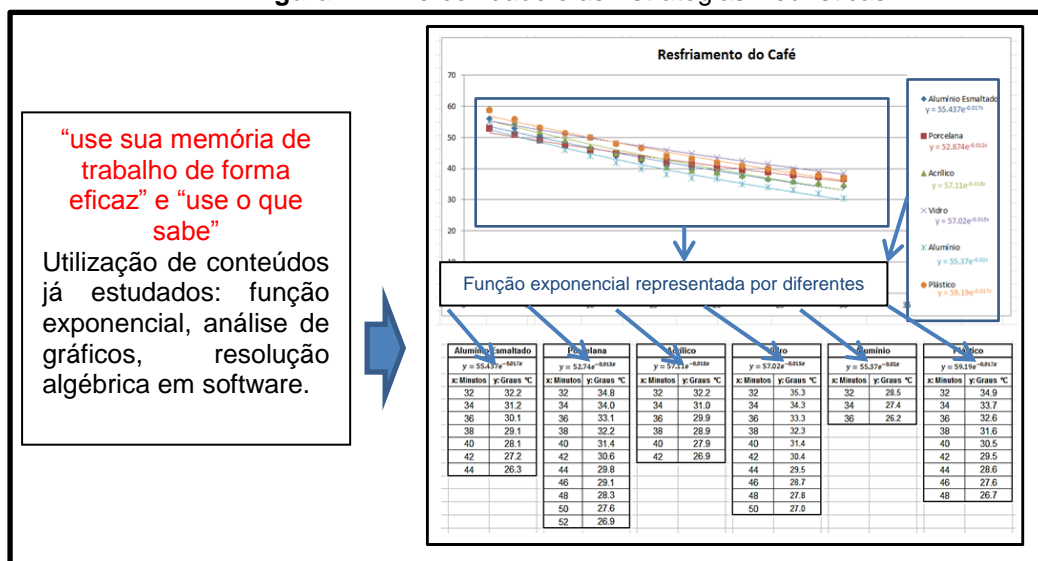 “use sua memória de
trabalho de forma
eficaz” e “use o que
sabe”
Utilização de conteúdos
já estudados: função
exponencial, análise de
gráficos, resolução
algébrica em software.
Resfriamento do Café
70
60
50
40
30
20
Alumínio Esmaltado
y = 55.437e^-0.017x
Porcelana
y = 52.874e^-0.012x
Acrílico
y = 57.11e^-0.018x
Vidro
y = 57.02e^-0.015x
Alumínio
y = 55.37e^-0.02x
Plástico
y = 59.19e^-0.017x
Função exponencial representada por diferentes
Alumínio Esmaltado
y = 55.437e^-0,017x
x: Minutos y: Graus ºC
32 32.2
34 31.2
36 30.1
38 29.1
40 28.1
42 27.2
44 26.3
Porcelana
y = 52.74e^-0,013x
x: Minutos y: Graus ºC
32 34.8
34 34.0
36 33.1
38 32.2
40 31.4
42 30.6
44 29.8
46 29.1
48 28.3
50 27.6
52 26.9
x: Minutos y: Graus ºC
32 32.2
34 31.0
36 29.9
38 28.9
40 27.9
42 26.9
y = 57.02e^-0,015x
x: Minutos y: Graus ºC
32 35.3
34 34.3
36 33.3
38 32.3
40 31.4
42 30.4
44 29.5
46 28.7
48 27.8
50 27.0
Alumínio
y = 55.37e^-0,02x
x: Minutos y: Graus ºC
32 28.5
34 27.4
36 26.2
Plástico
y = 59.19e^-0,017x
x: Minutos y: Graus ºC
32 34.9
34 33.7
36 32.6
38 31.6
40 30.5
42 29.5
44 28.6
46 27.6
48 26.7